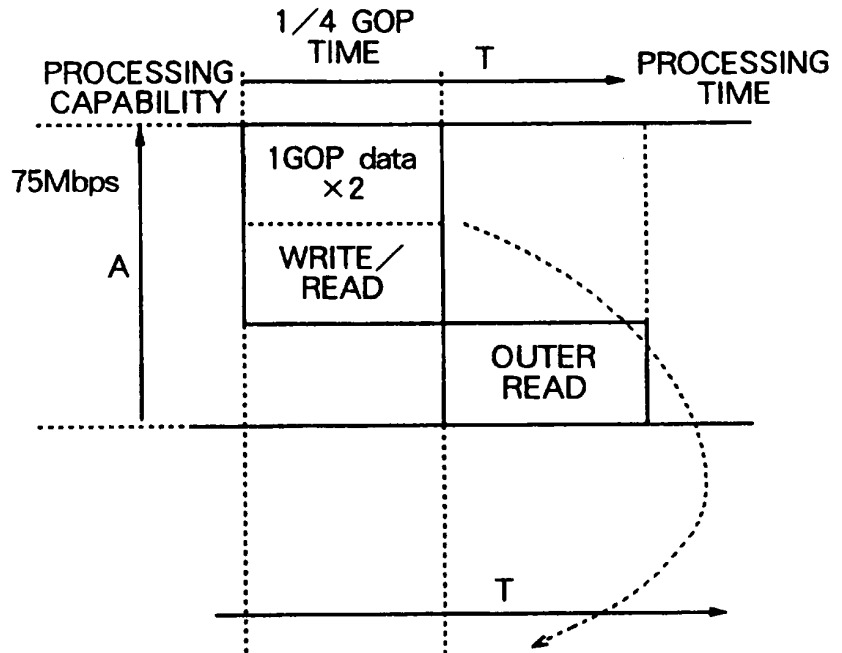 1/4 GOP
TIME
T
PROCESSING
CAPABILITY
PROCESSING
TIME
75Mbps
1GOP data
×2
A
WRITE/
READ
OUTER
READ
T